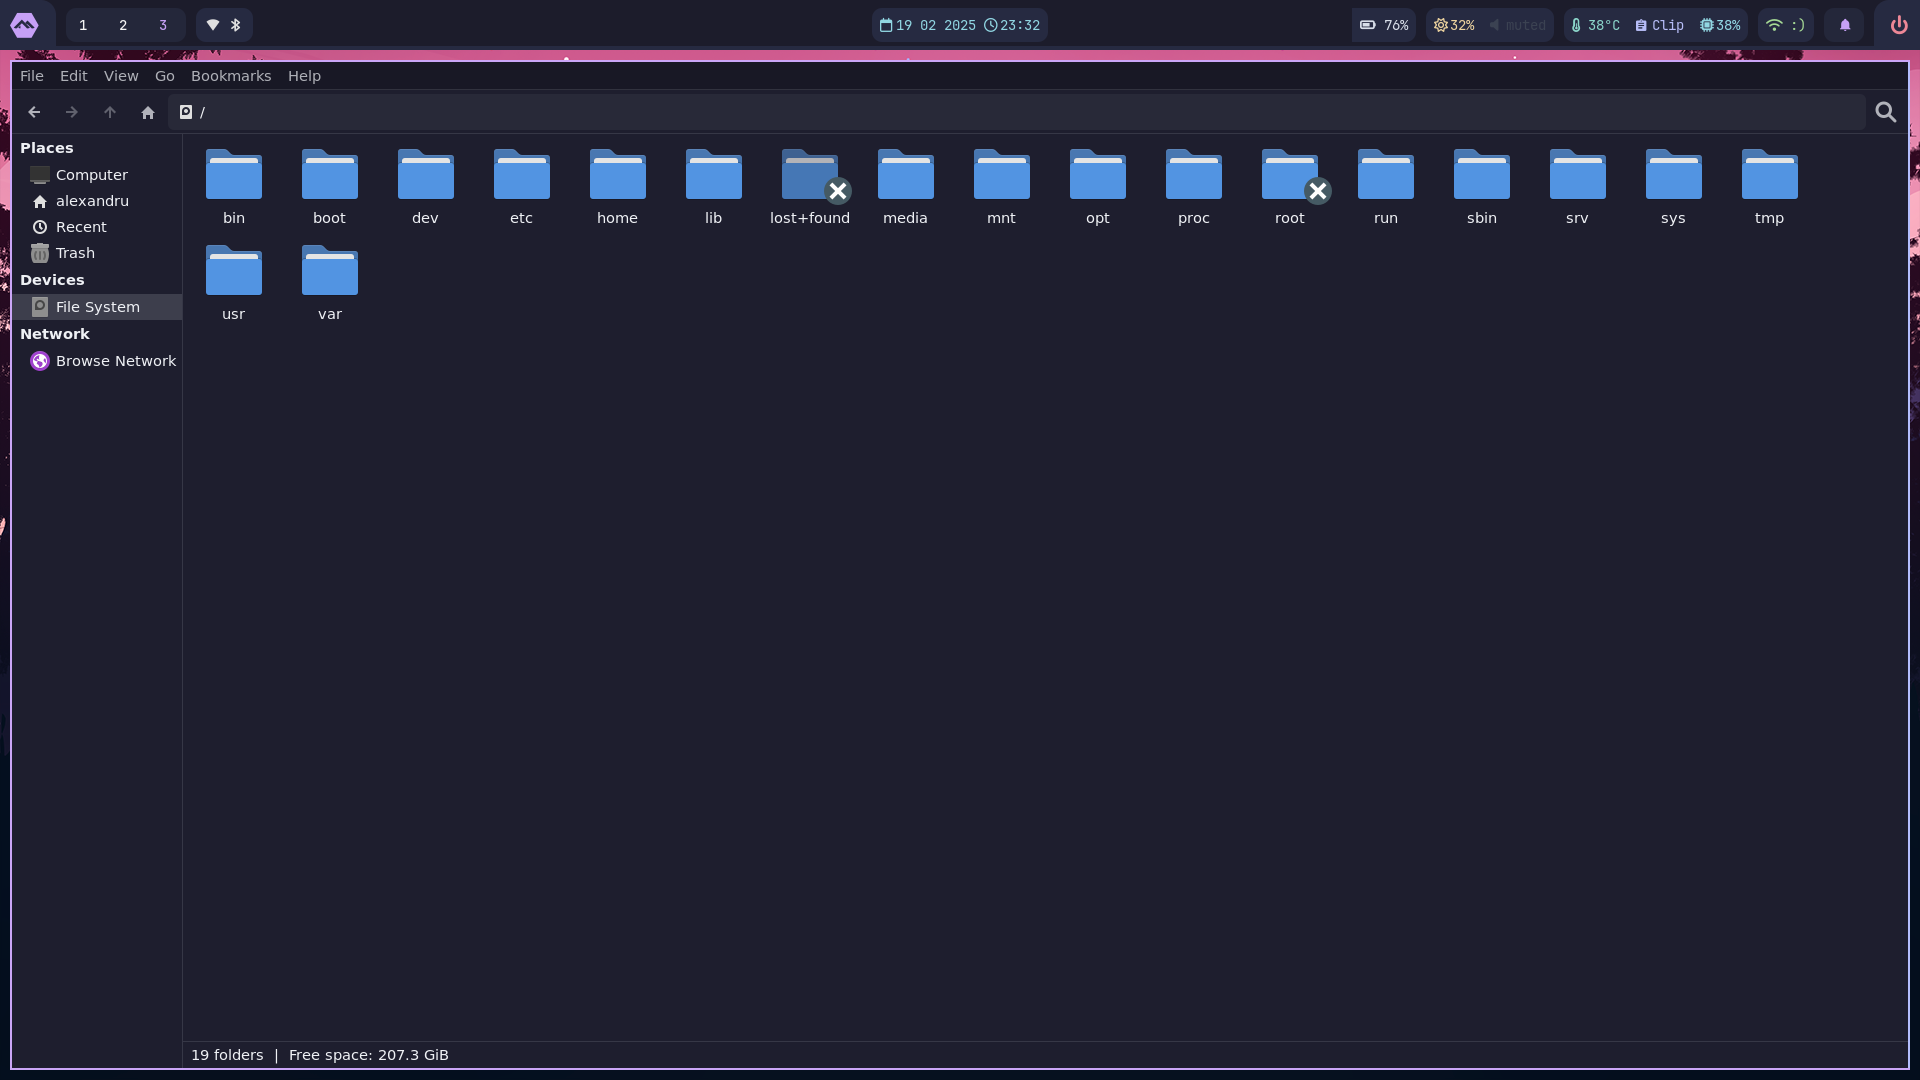 1 2 3 19 02 2025 23:32 76% 32% muted 38°C Clip 38% :)
File Edit View Go Bookmarks Help
/
Places
Computer
alexandru
Recent
Trash
Devices
File System
Network
Browse Network
bin boot dev etc home lib lost+found media mnt opt proc root run sbin srv sys tmp
usr var
19 folders | Free space: 207.3 GiB